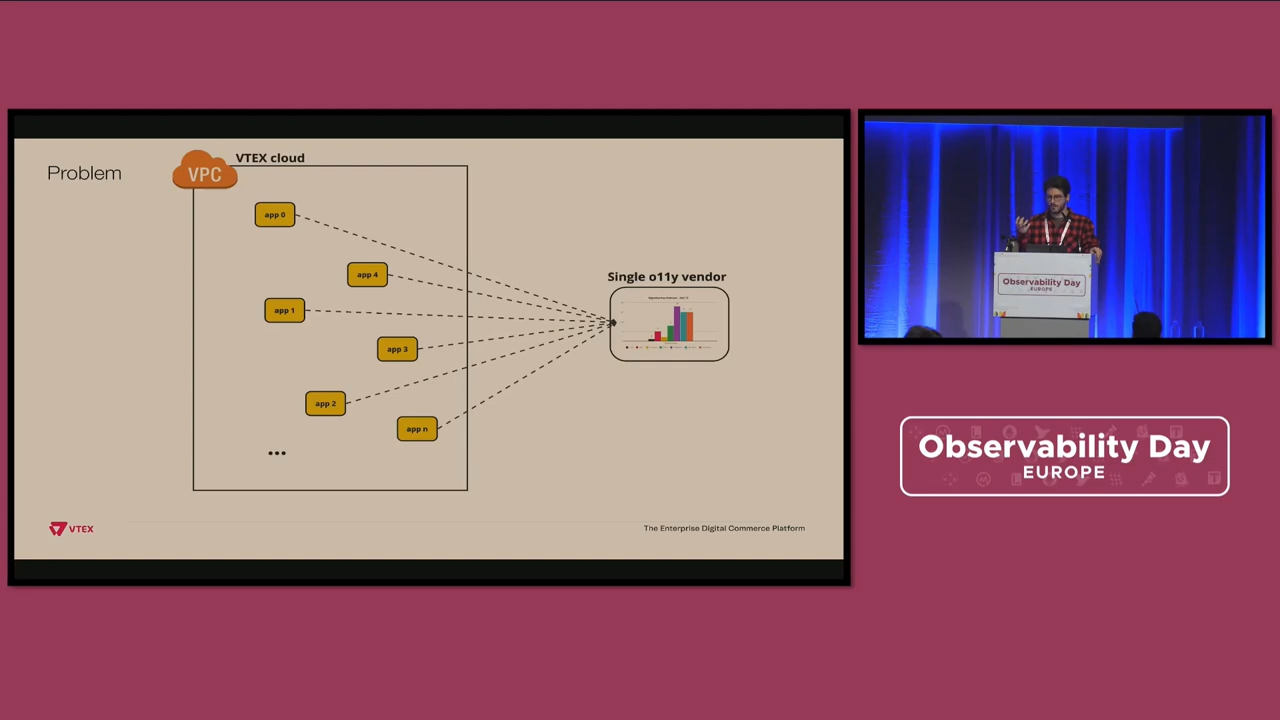 Problem
VPC
VTEX cloud
app 0
app 4
app 1
app 3
app 2
app n
...
Single o11y vendor
VTEX
The Enterprise Digital Commerce Platform
Observability Day
EUROPE
Observability Day
EUROPE